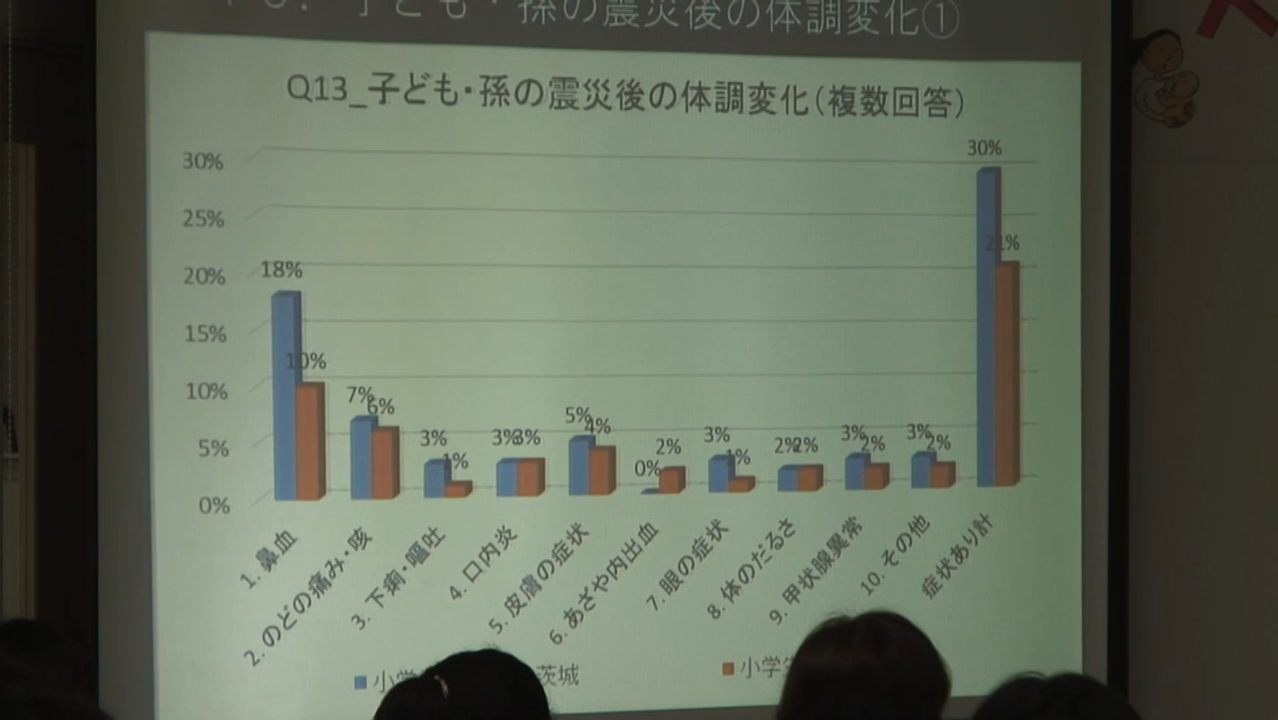 子ども・孫の震災後の体調変化①
Q13_子ども・孫の震災後の体調変化（複数回答）
30%
25%
20%
15%
10%
5%
0%
18%
10%
7%
6%
3%
1%
3%
3%
5%
4%
0%
2%
3%
1%
2%
2%
3%
2%
3%
2%
30%
21%
1. 鼻血
2. のどの痛み・咳
3. 下痢・嘔吐
4. 口内炎
5. 皮膚の症状
6. あざや内出血
7. 眼の症状
8. 体のだるさ
9. 甲状腺異常
10. その他
症状あり計
小学
茨城
小学